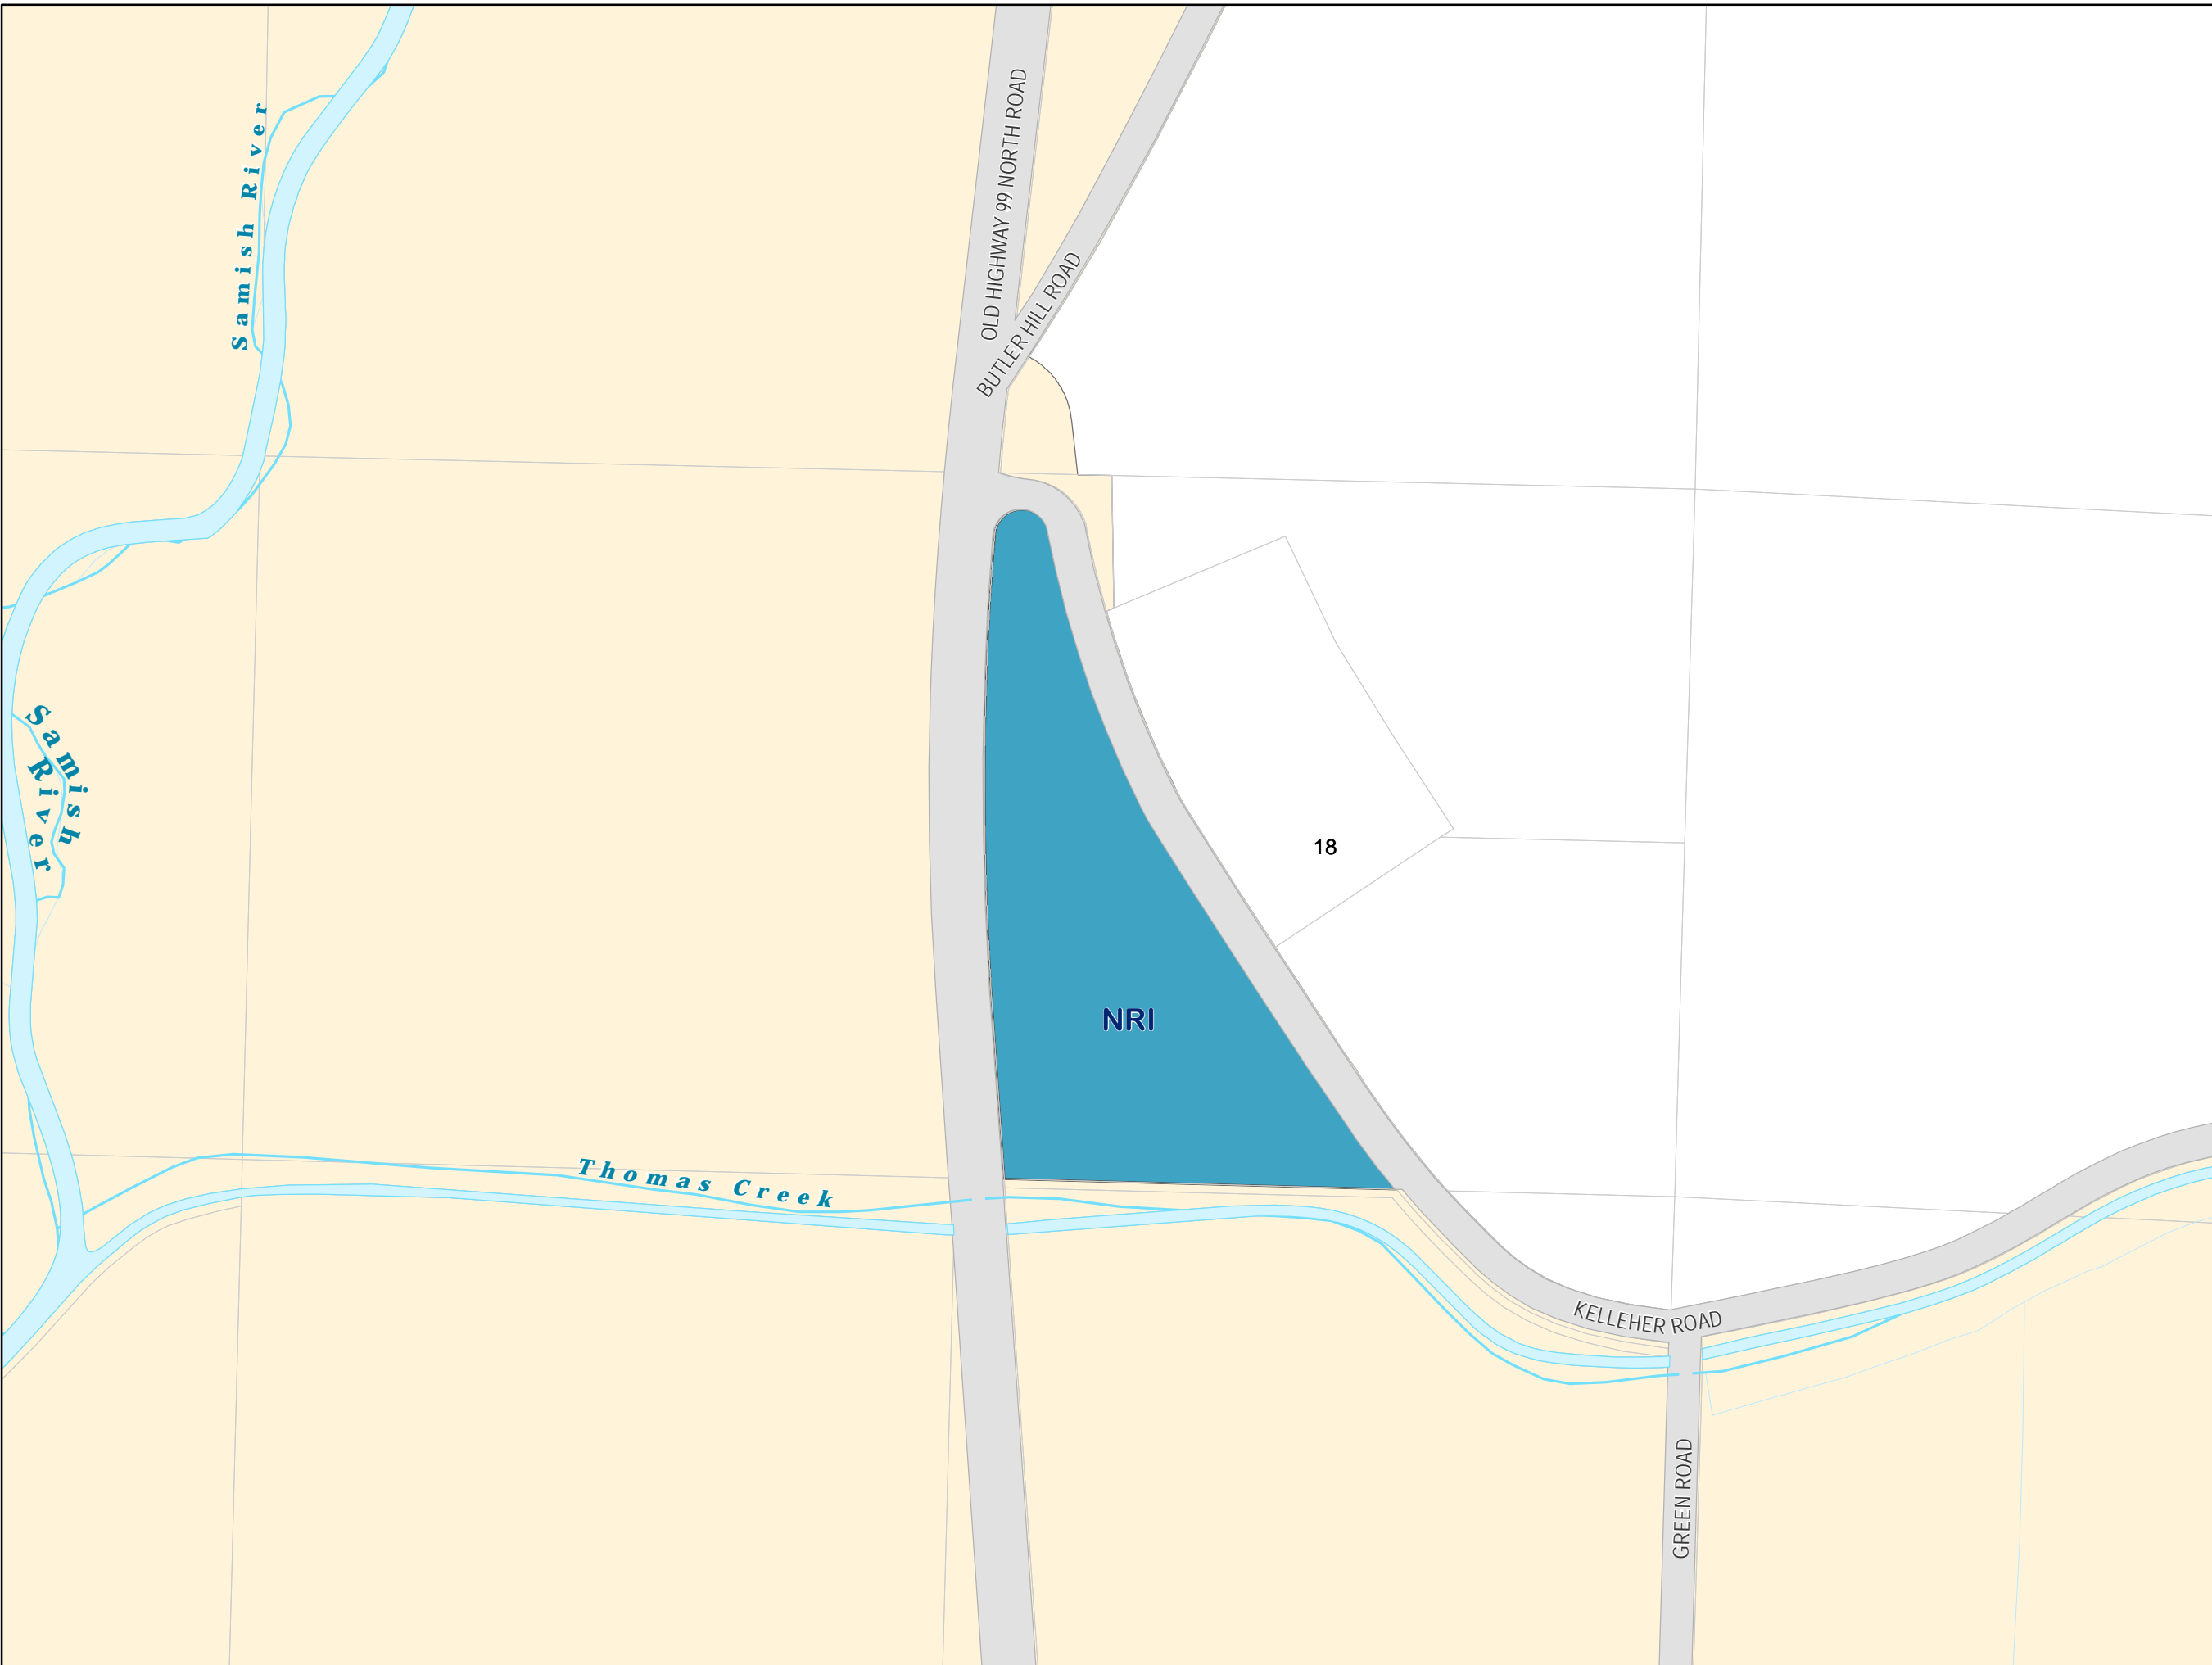 OLD HIGHWAY 99 NORTH ROAD
Samish River
BUTLER HILL ROAD
Samish
River
18
NRI
Thomas Creek
KELLEHER ROAD
GREEN ROAD